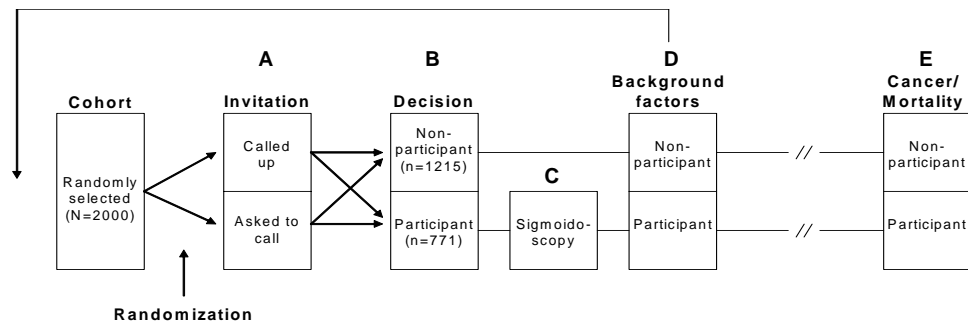 A
B
D
E
Cohort
Invitation
Decision
Background
factors
Cancer/
Mortality
Randomly
selected
(N=2000)
Called
up
Asked to
call
Non-
participant
(n=1215)
Participant
(n=771)
C
Sigmoido-
scopy
Non-
participant
Participant
//
//
Non-
participant
Participant
Randomization